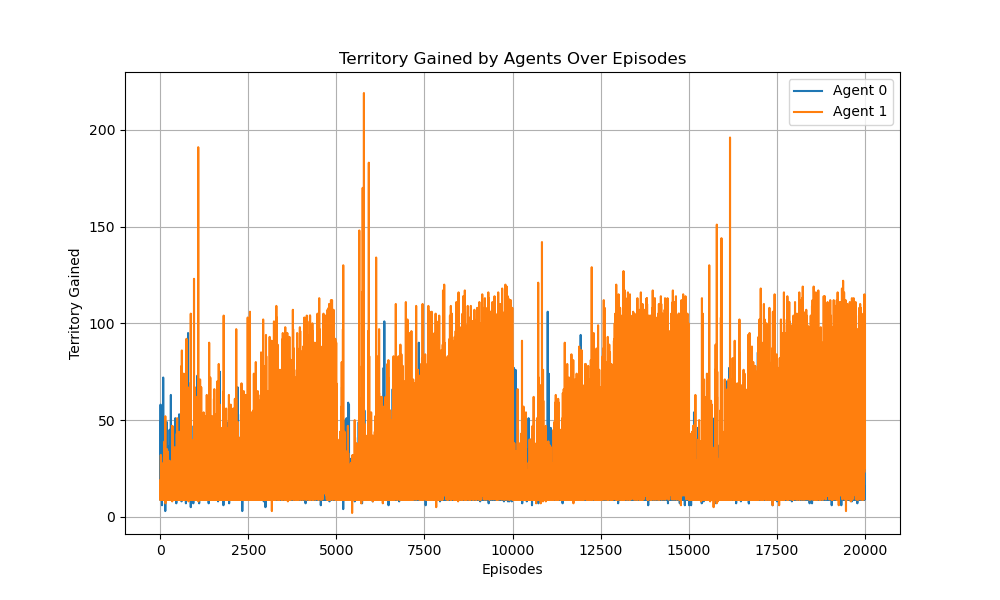 Territory Gained by Agents Over Episodes
Agent 0
Agent 1
Territory Gained
200
150
100
50
0
0 2500 5000 7500 10000 12500 15000 17500 20000
Episodes